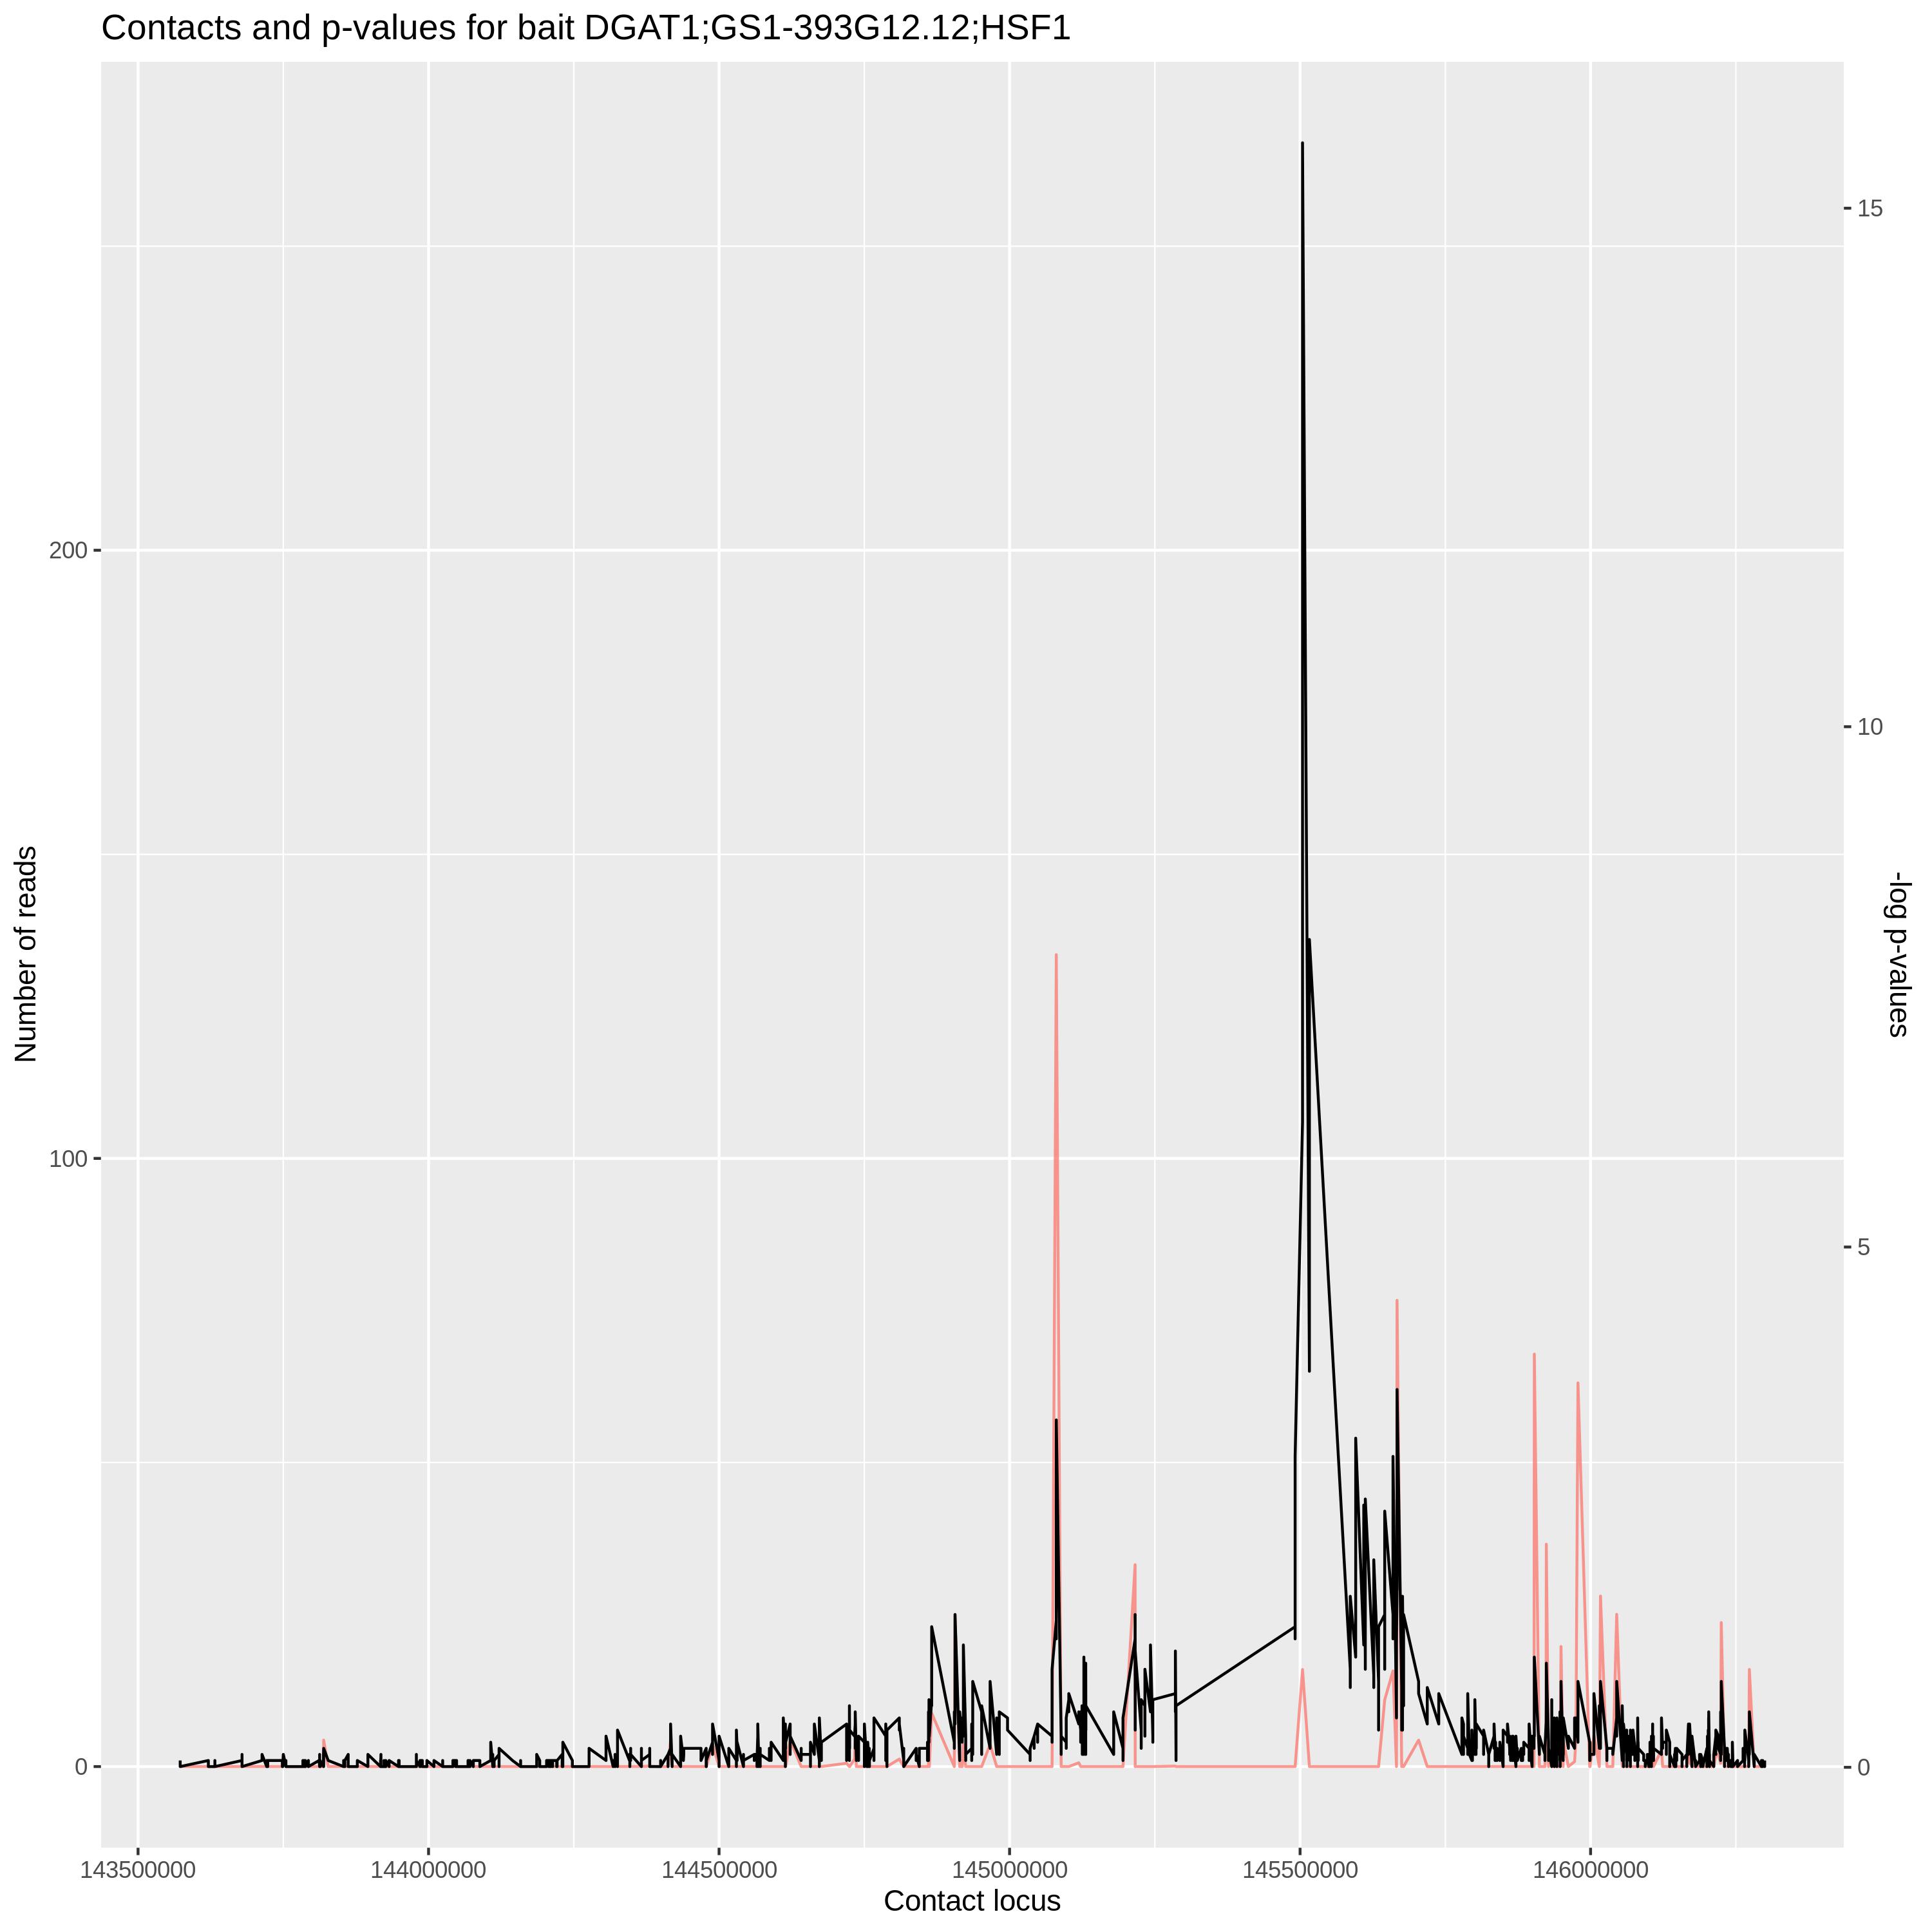 Contacts and p-values for bait DGAT1;GS1-393G12.12;HSF1
Number of reads
200
100
0
15
10
5
0
-log p-values
143500000 144000000 144500000 145000000 145500000 146000000
Contact locus